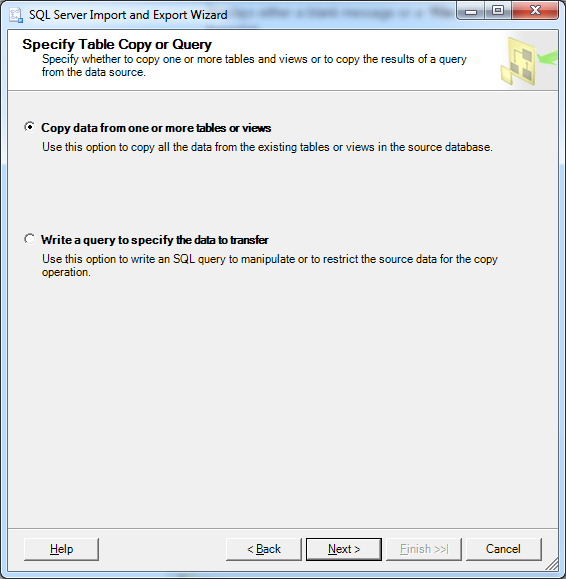 SQL Server Import and Export Wizard
Specify Table Copy or Query
Specify whether to copy one or more tables and views or to copy the results of a query
from the data source.
Copy data from one or more tables or views
Use this option to copy all the data from the existing tables or views in the source database.
Write a query to specify the data to transfer
Use this option to write an SQL query to manipulate or to restrict the source data for the copy
operation.
Help
< Back
Next >
Finish >>|
Cancel